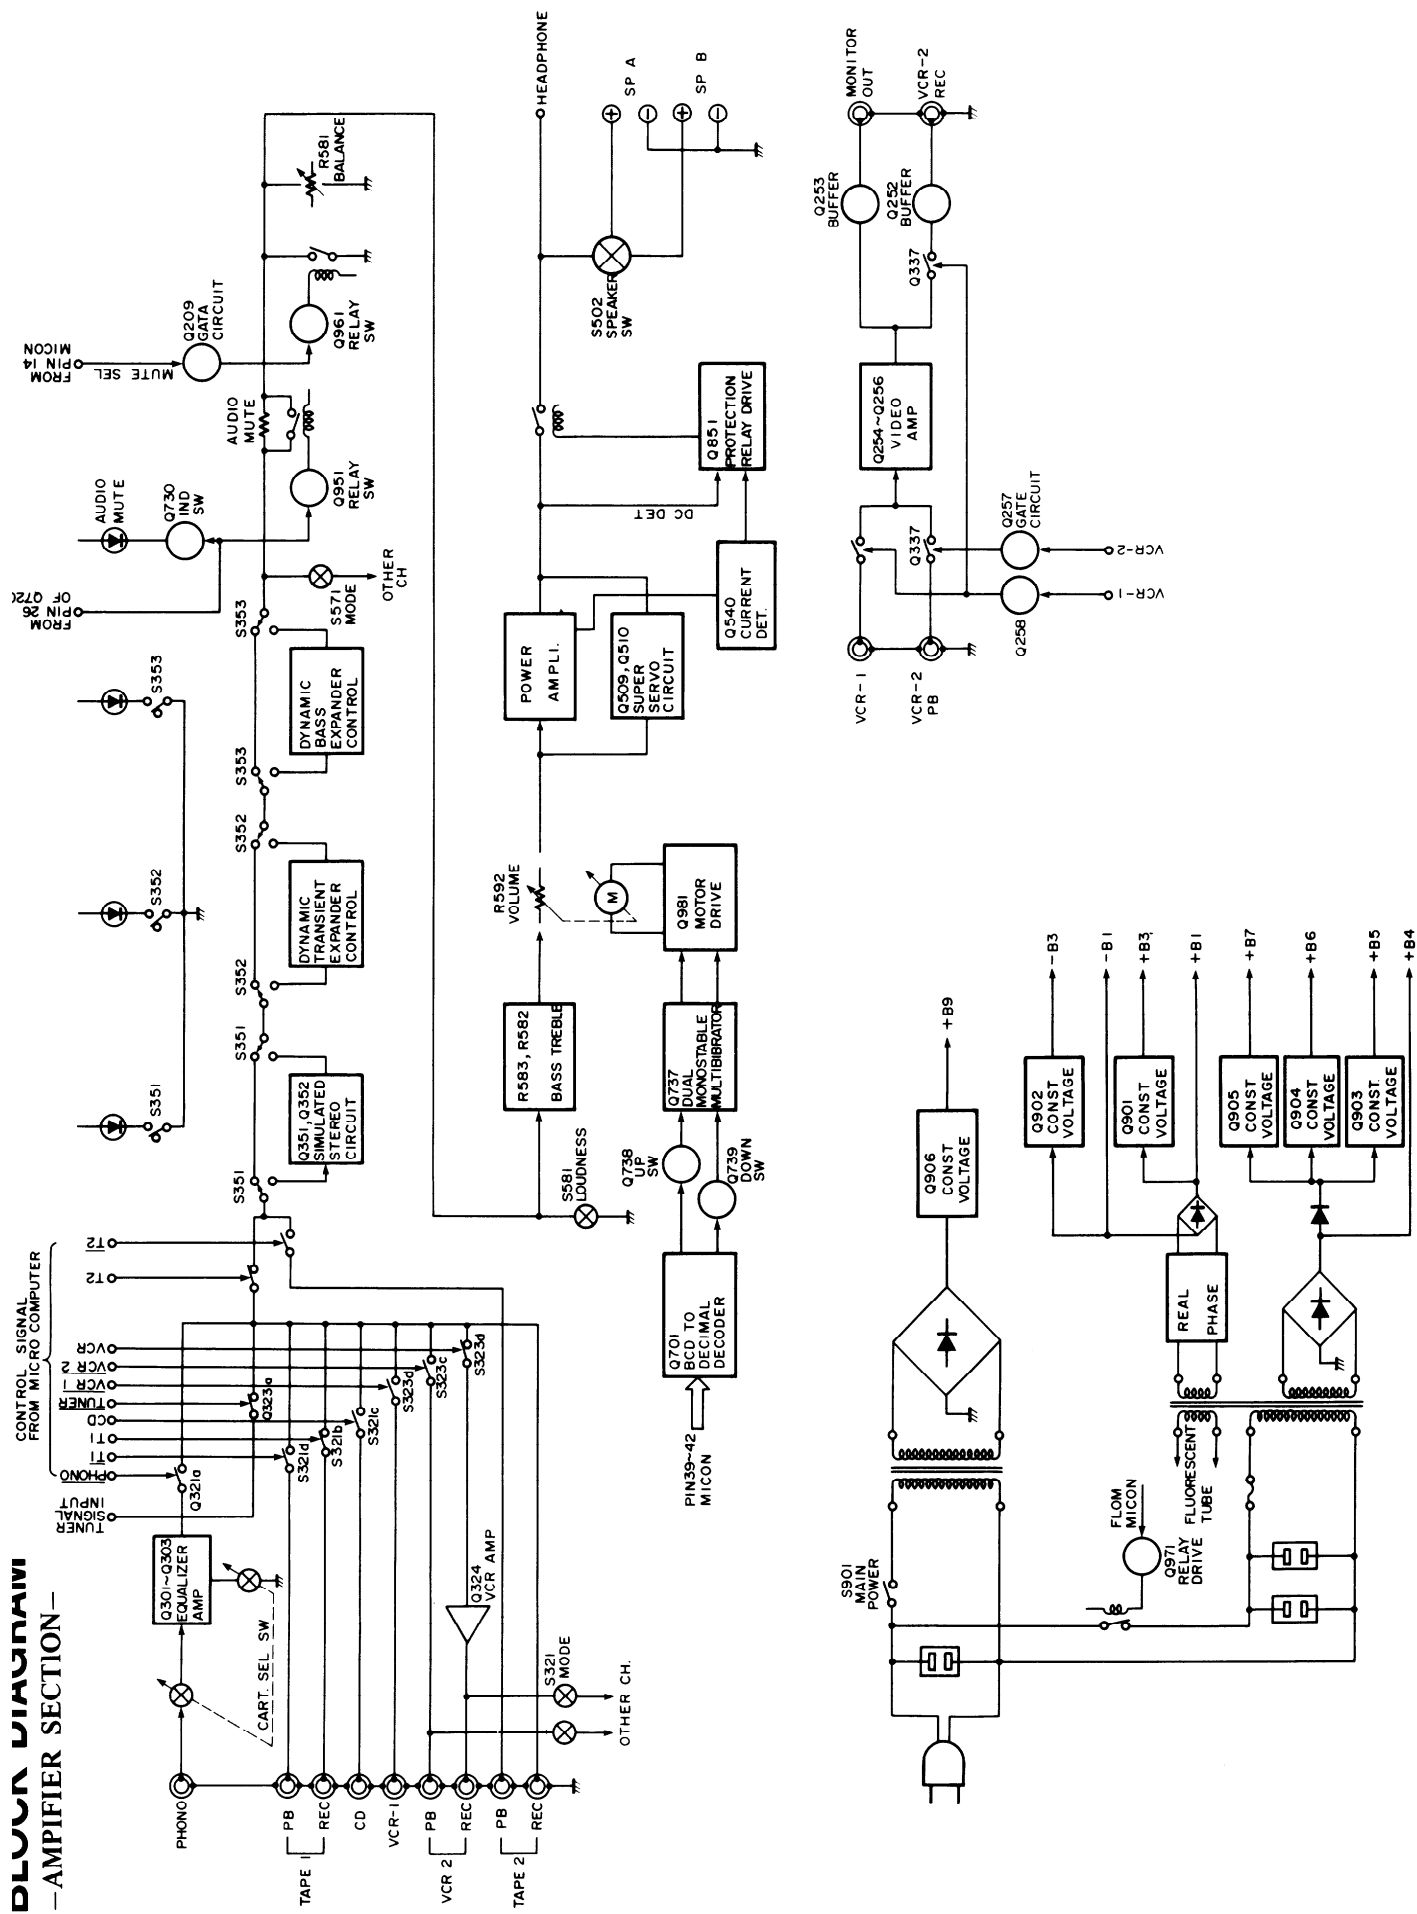 BLOCK DIAGRAM
—AMPIFIER SECTION—
CONTROL SIGNAL
FROM MICRO COMPUTER
TUNER
SIGNAL
INPUT
PHONO
T1
T1
CD
TUNER
VCR 1
VCR 2
VCR
T2
T2
PHONO
CART. SEL SW
Q301~Q303
EQUALIZER
AMP
Q321a
TAPE 1
PB
REC
CD
VCR-1
VCR 2
PB
REC
TAPE 2
PB
REC
S321d
S321b
S321c
S323d
S323c
S323d
Q323a
Q324
VCR AMP
S321
MODE
OTHER CH.
S351
Q351, Q352
SIMULATED
STEREO
CIRCUIT
S351
S352
DYNAMIC
TRANSIENT
EXPANDER
CONTROL
S352
S353
DYNAMIC
BASS
EXPANDER
CONTROL
S353
S351
S352
S353
S571
MODE
OTHER
CH
FROM
PIN 26
AUDIO
MUTE
Q730
IND
SW
Q951
RELAY
SW
AUDIO
MUTE
FROM
PIN 14
MICON
MUTE SEL
Q209
GATA
CIRCUIT
Q961
RELAY
SW
R581
BALANCE
S581
LOUDNESS
R583, R582
BASS TREBLE
R592
VOLUME
M
Q981
MOTOR
DRIVE
Q737
DUAL
MONOSTABLE
MULTIBIBRATOR
Q738
UP
SW
Q739
DOWN
SW
Q701
BCD TO
DECIMAL
DECODER
PIN39~42
MICON
POWER
AMPLI.
Q509, Q510
SUPER
SERVO
CIRCUIT
Q540
CURRENT
DET.
DC DET
Q851
PROTECTION
RELAY DRIVE
HEADPHONE
S502
SPEAKER
SW
SP A
SP B
VCR-1
VCR-2
PB
Q337
Q258
Q257
GATE
CIRCUIT
VCR-1
VCR-2
Q254~Q256
VIDEO
AMP
Q337
Q253
BUFFER
Q252
BUFFER
MONITOR
OUT
VCR-2
REC
S901
MAIN
POWER
Q906
CONST
VOLTAGE
+B9
FLOM
MICON
Q971
RELAY
DRIVE
FLUORESCENT
TUBE
REAL
PHASE
Q902
CONST
VOLTAGE
-B3
-B1
Q901
CONST
VOLTAGE
+B3
+B1
Q905
CONST
VOLTAGE
+B7
Q904
CONST
VOLTAGE
+B6
Q903
CONST.
VOLTAGE
+B5
+B4